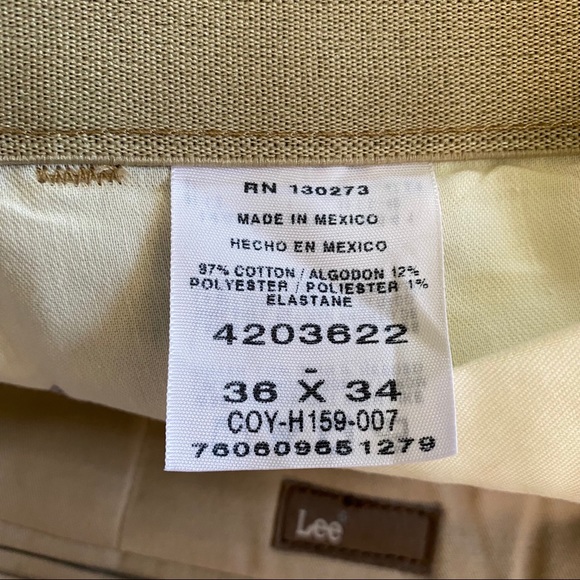 RN 130273
MADE IN MEXICO
HECHO EN MEXICO
87% COTTON / ALGODON 12%
POLYESTER / POLIESTER 1%
ELASTANE
4203622
36 X 34
COY-H159-007
760609651279
Lee